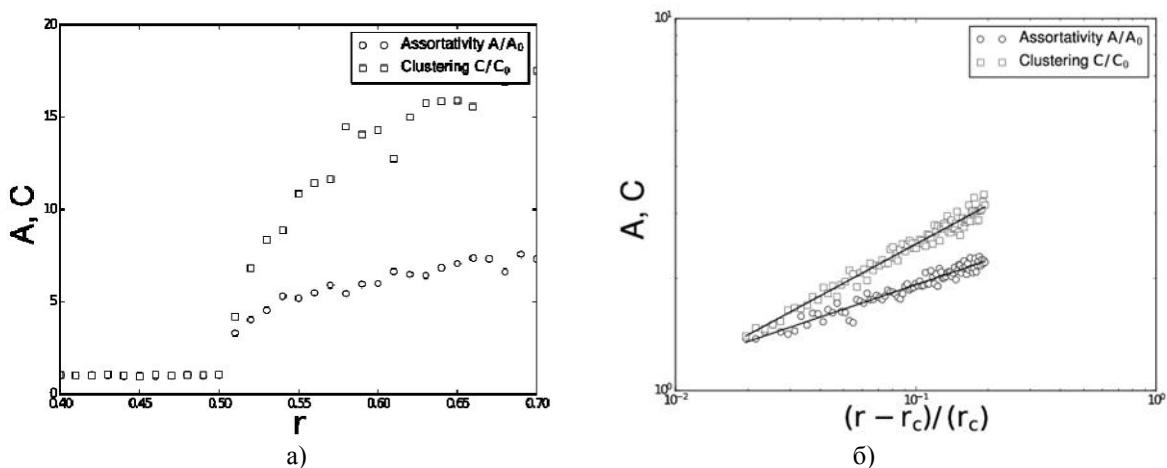 20
15
10
5
0
0.40 0.45 0.50 0.55 0.60 0.65 0.70
A, C
r
Assortativity A/A₀
Clustering C/C₀
а)
10¹
10⁰
10⁻² 10⁻¹ 10⁰
A, C
(r − r_c)/(r_c)
Assortativity A/A₀
Clustering C/C₀
б)